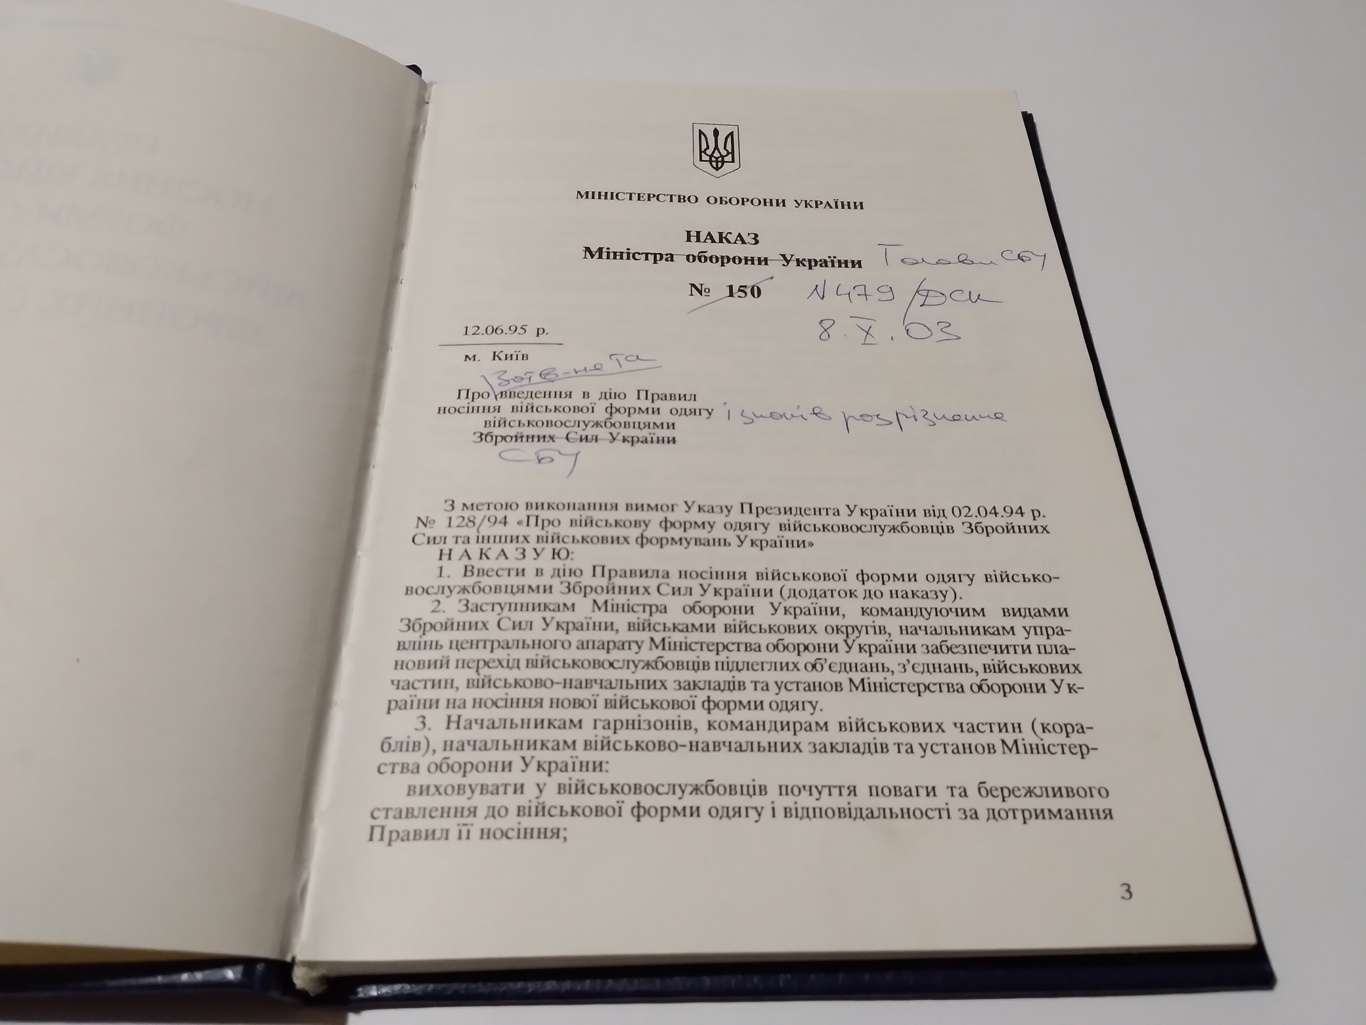 МІНІСТЕРСТВО ОБОРОНИ УКРАЇНИ
НАКАЗ
Міністра оборони України Голови СБУ
№ 150 N 479/ДСК
8.X.03
12.06.95 р.
м. Київ
та
Про введення в дію Правил
носіння військової форми одягу і знаків розрізнення
військовослужбовцями
Збройних Сил України
СБУ
З метою виконання вимог Указу Президента України від 02.04.94 р.
№ 128/94 «Про військову форму одягу військовослужбовців Збройних
Сил та інших військових формувань України»
Н А К А З У Ю:
1. Ввести в дію Правила носіння військової форми одягу військо-
вослужбовцями Збройних Сил України (додаток до наказу).
2. Заступникам Міністра оборони України, командуючим видами
Збройних Сил України, військами військових округів, начальникам упра-
влінь центрального апарату Міністерства оборони України забезпечити пла-
новий перехід військовослужбовців підлеглих об’єднань, з’єднань, військових
частин, військово-навчальних закладів та установ Міністерства оборони Ук-
раїни на носіння нової військової форми одягу.
3. Начальникам гарнізонів, командирам військових частин (кора-
блів), начальникам військово-навчальних закладів та установ Міністер-
ства оборони України:
виховувати у військовослужбовців почуття поваги та бережливого
ставлення до військової форми одягу і відповідальності за дотримання
Правил її носіння;
3